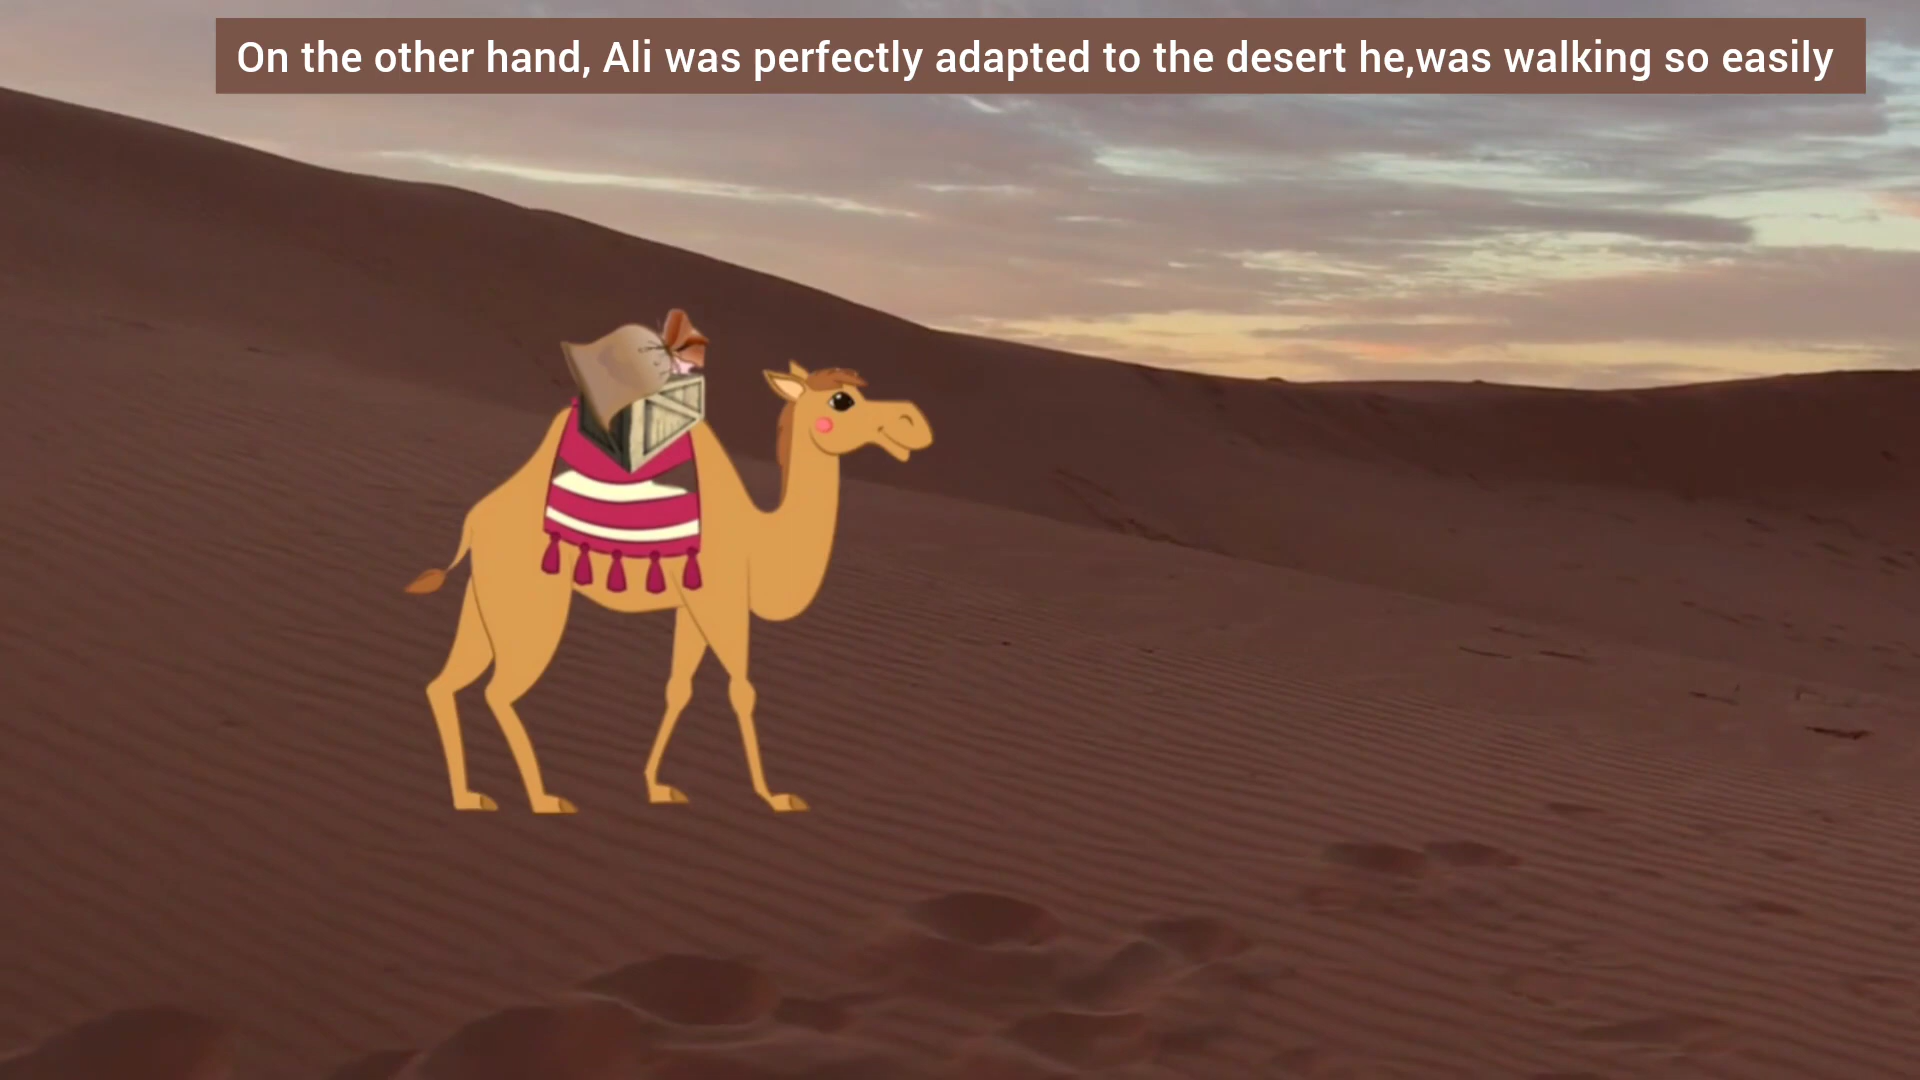 On the other hand, Ali was perfectly adapted to the desert he,was walking so easily